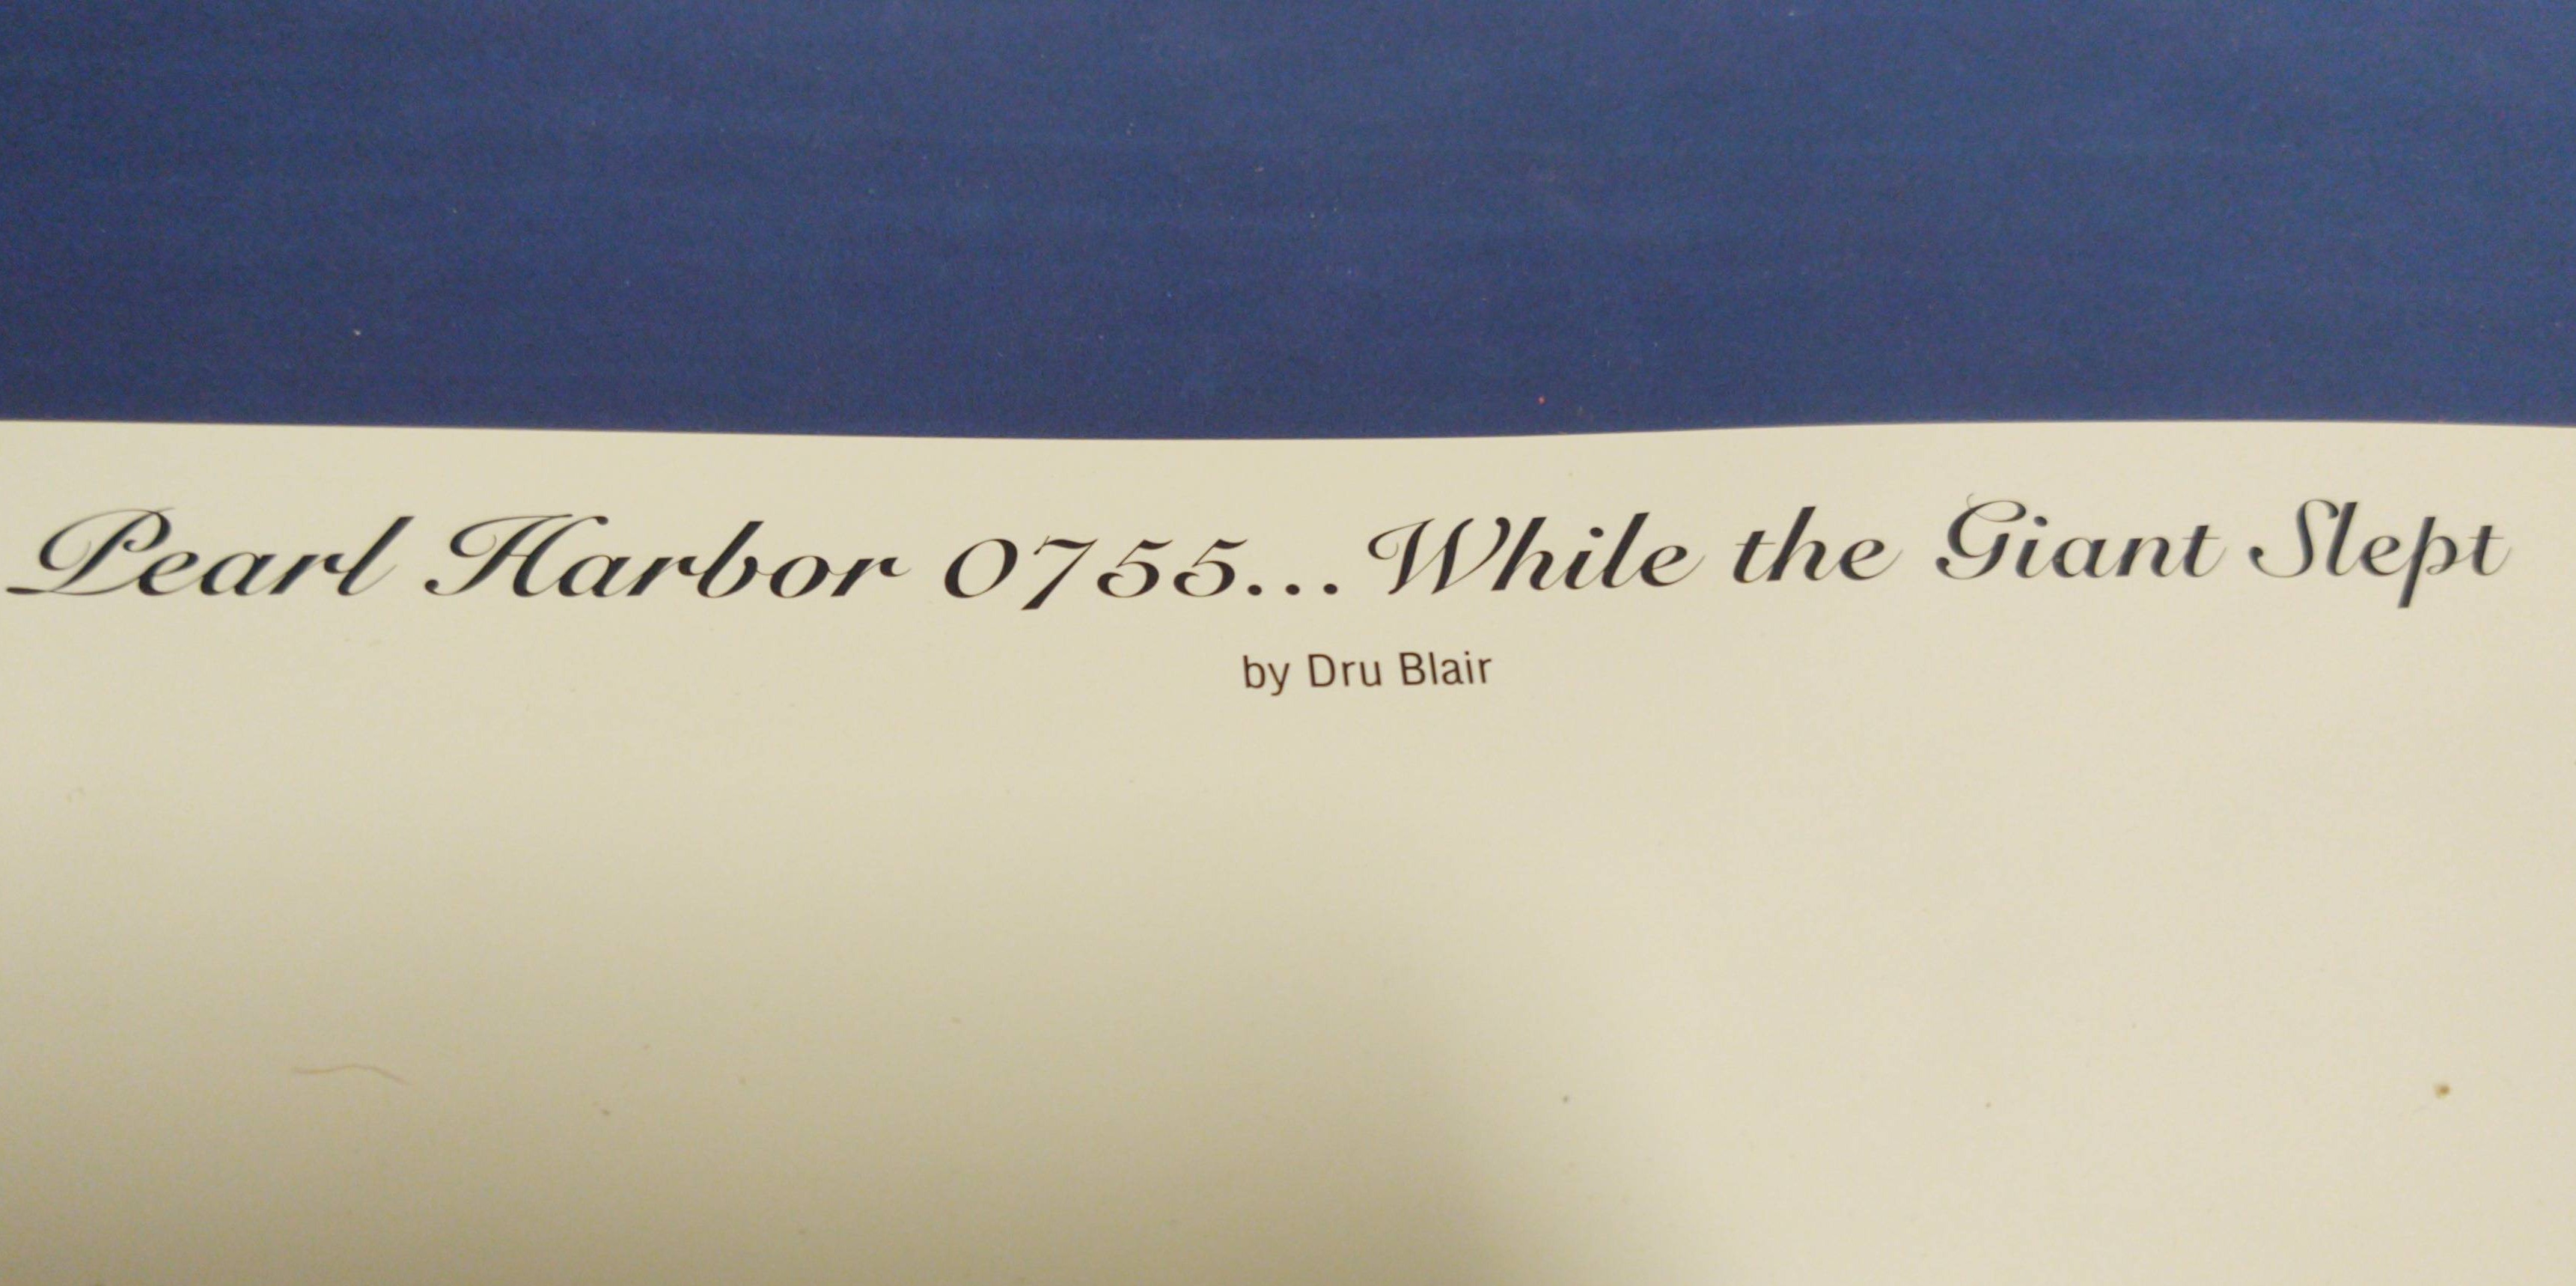 Pearl Harbor 0755...While the Giant Slept
by Dru Blair